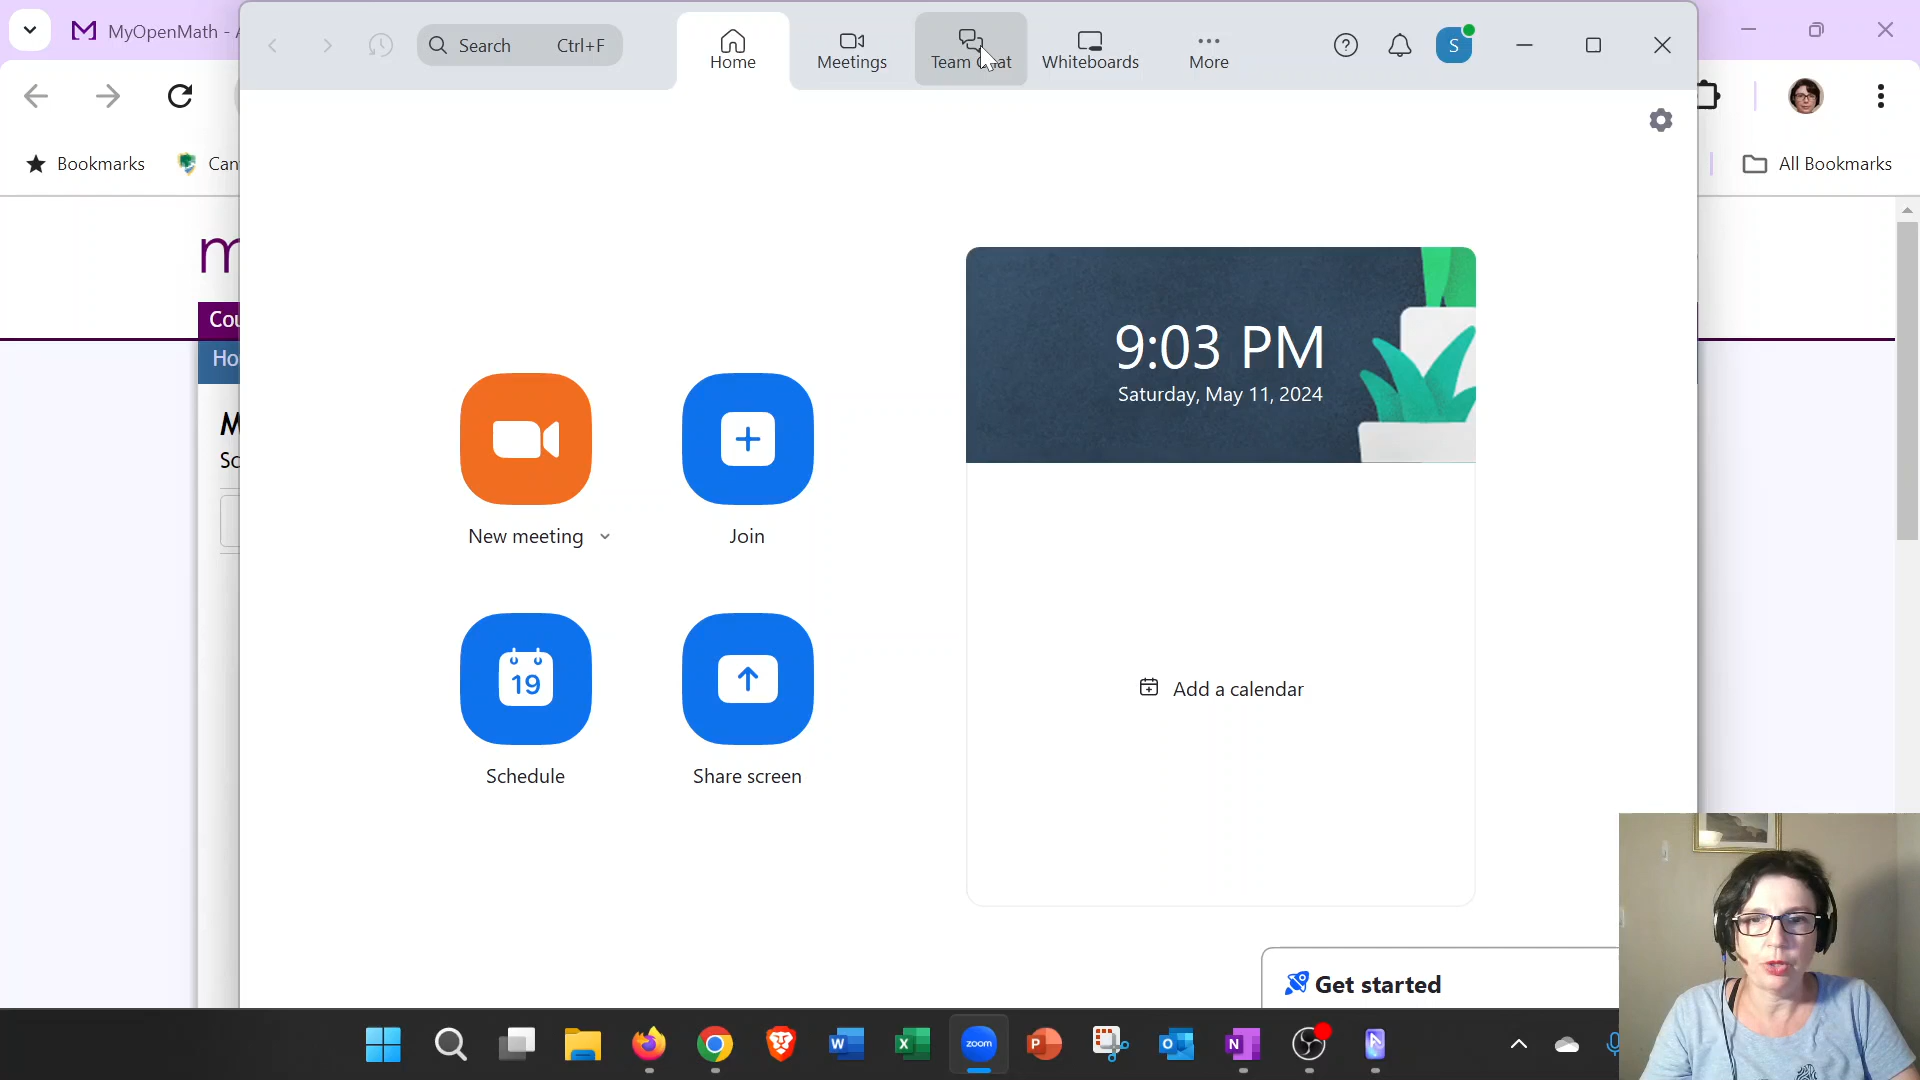 MyOpenMath -
Search Ctrl+F
Home
Meetings
Team Chat
Whiteboards
More
S
Bookmarks
Can
All Bookmarks
m
Cou
Ho
M
Sc
9:03 PM
Saturday, May 11, 2024
New meeting
Join
19
Schedule
Share screen
Add a calendar
Get started
W
X
zoom
P
O
N